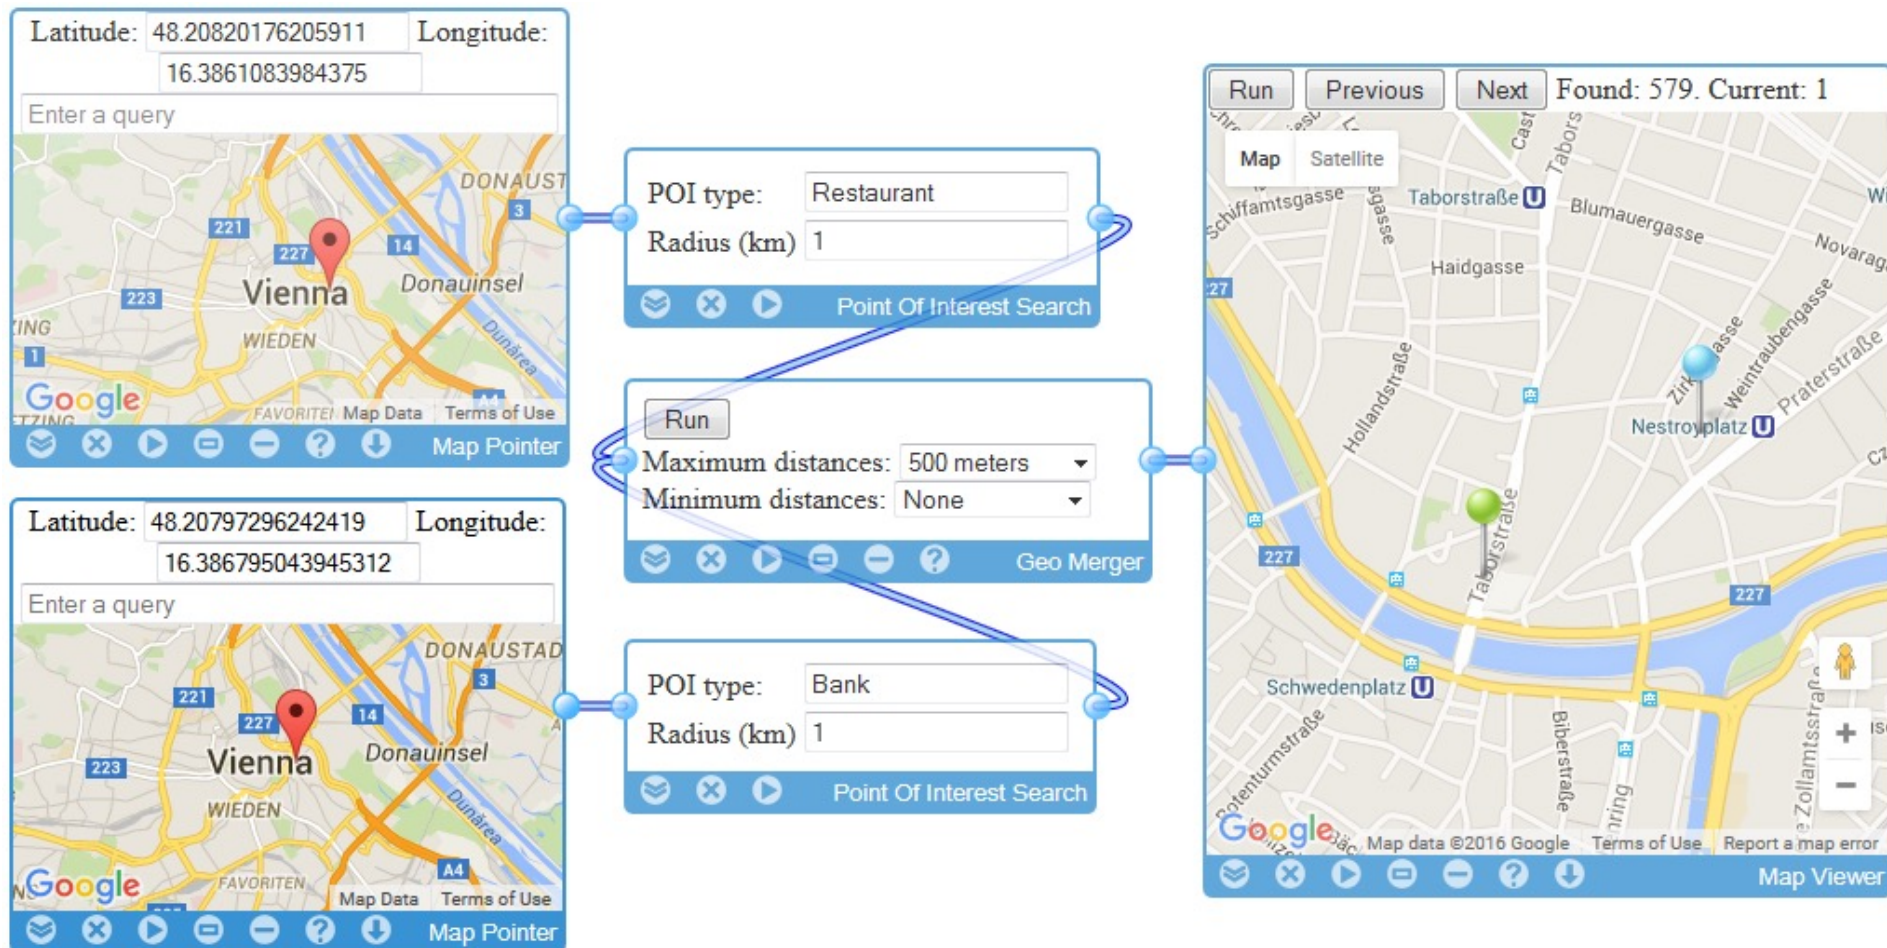 Latitude: 48.20820176205911 Longitude:
16.3861083984375
Enter a query
DONAUST
3
221
14
227
Vienna
Donauinsel
223
WIEDEN
1
Dunărea
A4
Google
Map Data Terms of Use
Map Pointer
Latitude: 48.20797296242419 Longitude:
16.386795043945312
Enter a query
DONAUSTAD
3
221
14
227
Vienna
Donauinsel
223
WIEDEN
Dunărea
A4
FAVORITEN
Google
Map Data Terms of Use
Map Pointer
POI type: Restaurant
Radius (km) 1
Point Of Interest Search
Run
Maximum distances: 500 meters
Minimum distances: None
Geo Merger
POI type: Bank
Radius (km) 1
Point Of Interest Search
Run Previous Next Found: 579. Current: 1
Map Satellite
Taborstraße U
Blumauergasse
Haidgasse
Hollandstraße
Weintraubengasse
Praterstraße
Nestroyplatz U
Taborstraße
227
227
Schwedenplatz U
Biberstraße
Google
Map data ©2016 Google Terms of Use Report a map error
Map Viewer